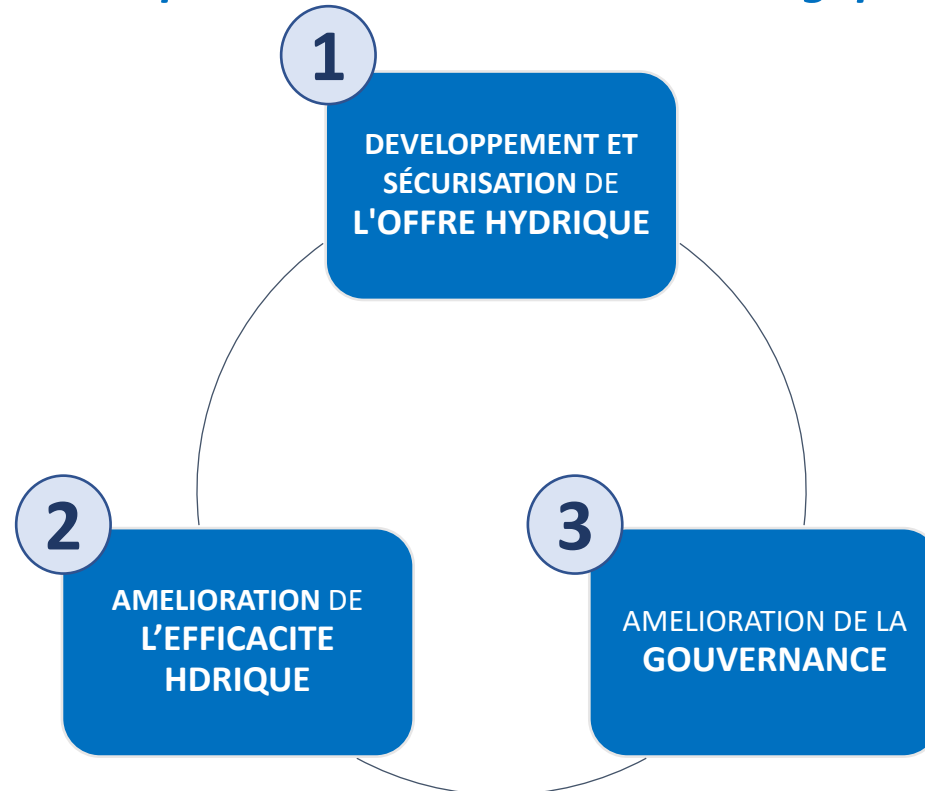 1
DEVELOPPEMENT ET
SÉCURISATION DE
L'OFFRE HYDRIQUE
2
AMELIORATION DE
L’EFFICACITE
HDRIQUE
3
AMELIORATION DE LA
GOUVERNANCE